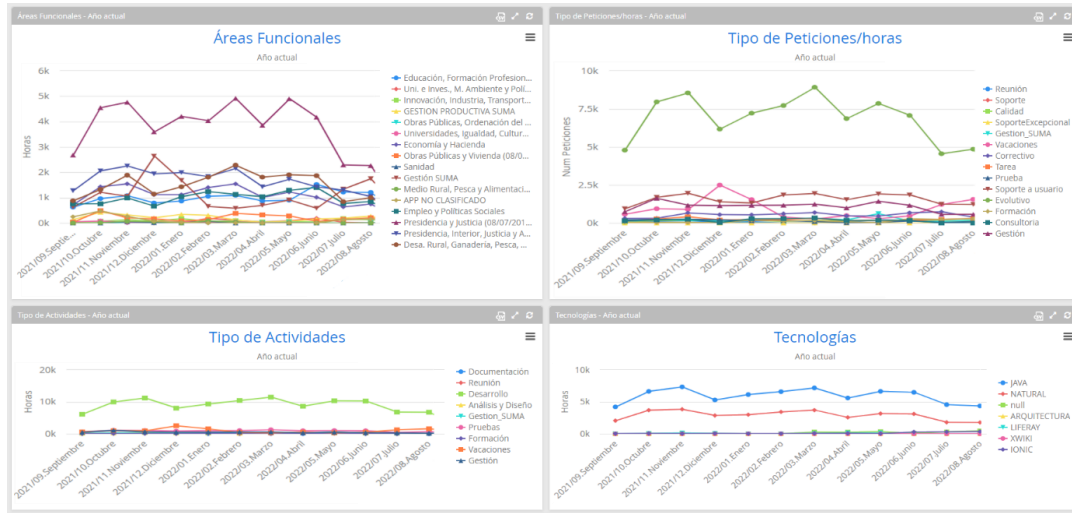 Áreas Funcionales - Año actual
Áreas Funcionales
Año actual
Horas
6k
5k
4k
3k
2k
1k
0k
2021/09.Septie...
2021/10.Octubre
2021/11.Noviembre
2021/12.Diciembre
2022/01.Enero
2022/02.Febrero
2022/03.Marzo
2022/04.Abril
2022/05.Mayo
2022/06.Junio
2022/07.Julio
2022/08.Agosto
Educación, Formación Profesion...
Uni. e Inves., M. Ambiente y Polí...
Innovación, Industria, Transport...
GESTION PRODUCTIVA SUMA
Obras Públicas, Ordenación del ...
Universidades, Igualdad, Cultur...
Economía y Hacienda
Obras Públicas y Vivienda (08/0...
Sanidad
Gestión SUMA
Medio Rural, Pesca y Alimentaci...
APP NO CLASIFICADO
Empleo y Políticas Sociales
Presidencia y Justicia (08/07/201...
Presidencia, Interior, Justicia y A...
Desa. Rural, Ganadería, Pesca, ...
Tipo de Peticiones/horas - Año actual
Tipo de Peticiones/horas
Año actual
Num Peticiones
10k
7.5k
5k
2.5k
0k
2021/09.Septiembre
2021/10.Octubre
2021/11.Noviembre
2021/12.Diciembre
2022/01.Enero
2022/02.Febrero
2022/03.Marzo
2022/04.Abril
2022/05.Mayo
2022/06.Junio
2022/07.Julio
2022/08.Agosto
Reunión
Soporte
Calidad
SoporteExcepcional
Gestion_SUMA
Vacaciones
Correctivo
Tarea
Prueba
Soporte a usuario
Evolutivo
Formación
Consultoria
Gestión
Tipo de Actividades - Año actual
Tipo de Actividades
Año actual
Horas
20k
10k
0k
2021/09.Septiembre
2021/10.Octubre
2021/11.Noviembre
2021/12.Diciembre
2022/01.Enero
2022/02.Febrero
2022/03.Marzo
2022/04.Abril
2022/05.Mayo
2022/06.Junio
2022/07.Julio
2022/08.Agosto
Documentación
Reunión
Desarrollo
Análisis y Diseño
Gestion_SUMA
Pruebas
Formación
Vacaciones
Gestión
Tecnologías - Año actual
Tecnologías
Año actual
Horas
10k
5k
0k
2021/09.Septiembre
2021/10.Octubre
2021/11.Noviembre
2021/12.Diciembre
2022/01.Enero
2022/02.Febrero
2022/03.Marzo
2022/04.Abril
2022/05.Mayo
2022/06.Junio
2022/07.Julio
2022/08.Agosto
JAVA
NATURAL
null
ARQUITECTURA
LIFERAY
XWIKI
IONIC